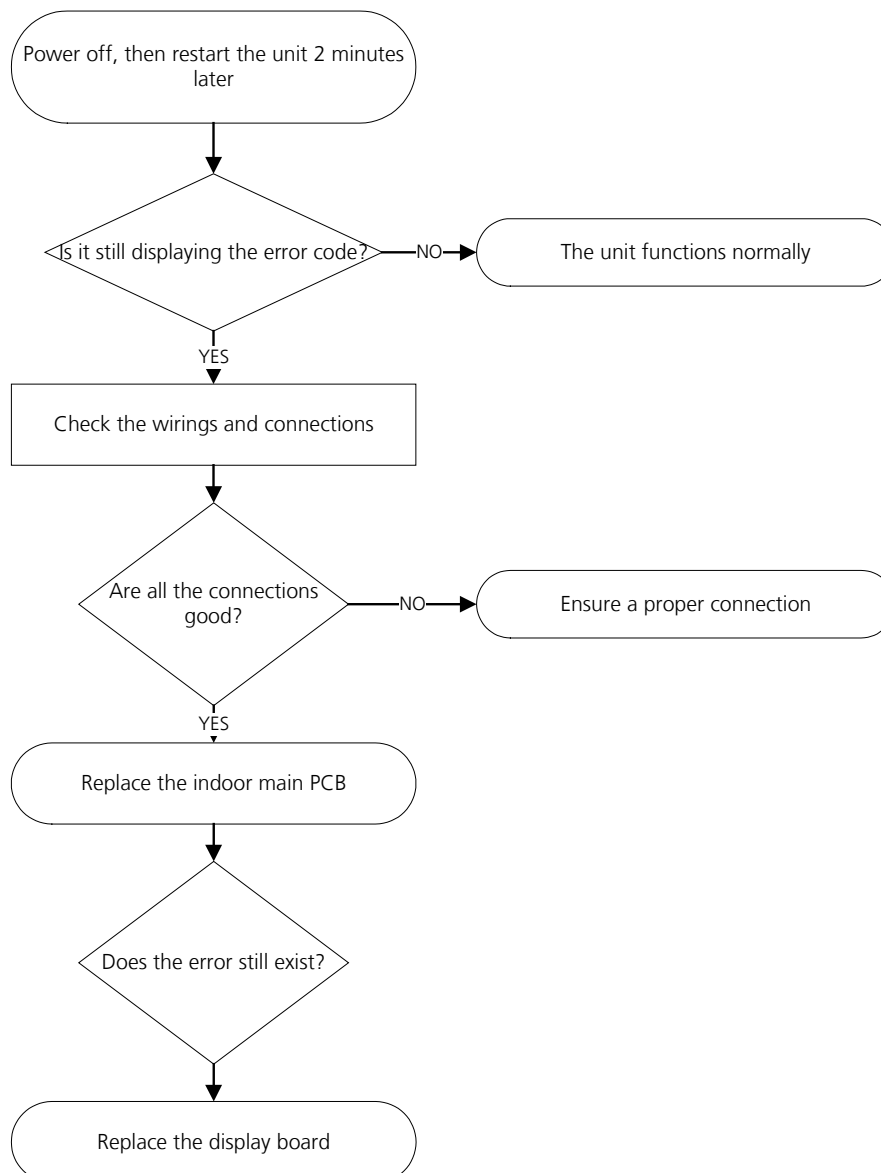 Power off, then restart the unit 2 minutes
later
Is it still displaying the error code?
NO
The unit functions normally
YES
Check the wirings and connections
Are all the connections
good?
NO
Ensure a proper connection
YES
Replace the indoor main PCB
Does the error still exist?
Replace the display board